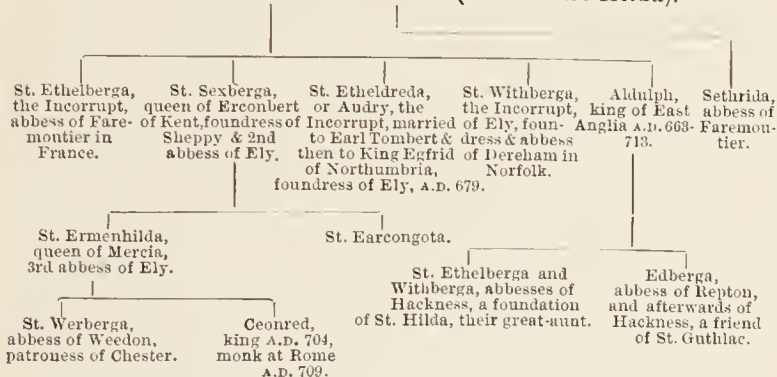 St. Ethelberga,
the Incorrupt,
abbess of Fare-
moutier in
France.
St. Sexberga,
queen of Erconbert
of Kent, foundress of
Sheppy & 2nd
abbess of Ely.
St. Etheldreda,
or Audry, the
Incorrupt, married
to Earl Tombert &
then to King Egfrid
of Northumbria,
foundress of Ely, A.D. 679.
St. Withberga,
the Incorrupt,
of Ely, foun-
dress & abbess
of Dereham in
Norfolk.
Aldulph,
king of East
Anglia A.D. 663-
713.
Sethrida,
abbess of
Faremou-
tier.
St. Ermenhilda,
queen of Mercia,
3rd abbess of Ely.
St. Earcongota.
St. Ethelberga and
Withberga, abbesses of
Hackness, a foundation
of St. Hilda, their great-aunt.
Edberga,
abbess of Repton,
and afterwards of
Hackness, a friend
of St. Guthlac.
St. Werberga,
abbess of Weedon,
patroness of Chester.
Ceonred,
king A.D. 704,
monk at Rome
A.D. 709.